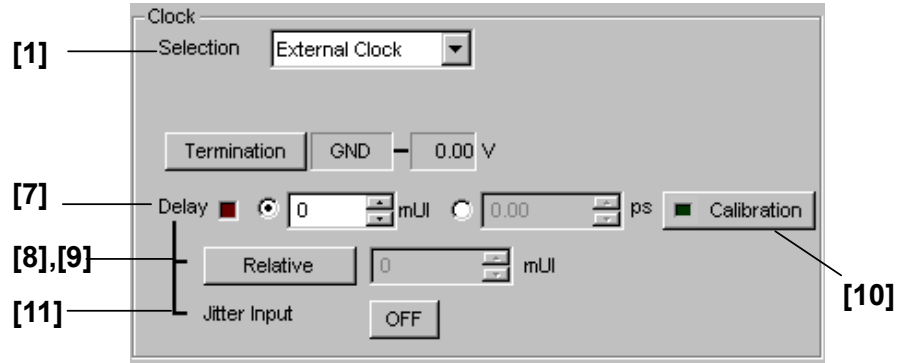 Clock
[1] Selection External Clock
Termination GND 0.00 V
[7] Delay 0 mUI 0.00 ps Calibration
[8],[9] Relative 0 mUI
[10]
[11] Jitter Input OFF